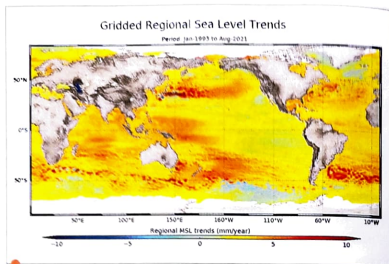 Gridded Regional Sea Level Trends
Period: Jan-1993 to Aug-2021
50°N
0°S
50°S
50°E 100°E 150°E 160°W 110°W 60°W 10°W
Regional MSL trends (mm/year)
−10 −5 0 5 10